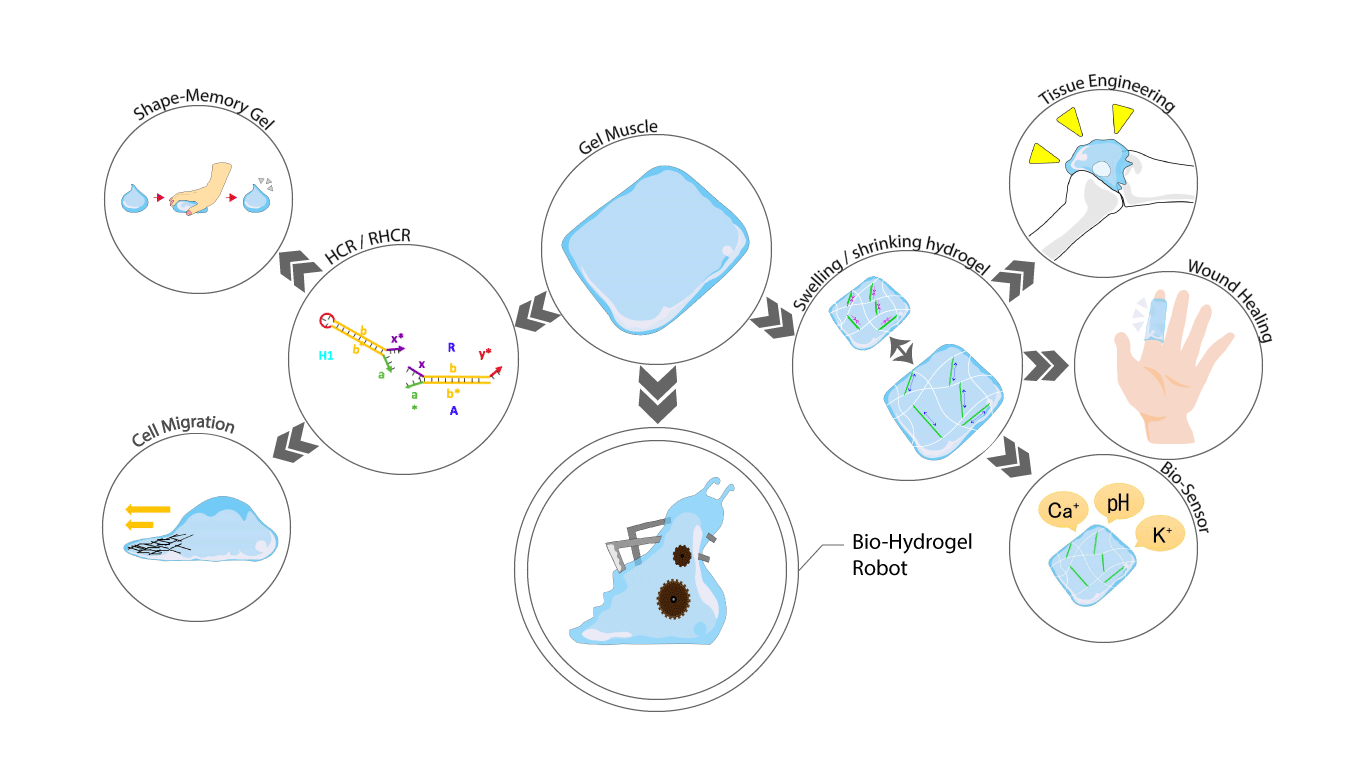 Shape-Memory Gel
Gel Muscle
Tissue Engineering
HCR / RHCR
Swelling / shrinking hydrogel
Wound Healing
b
b*
x*
H1
a
R
y*
x
b
a
*
b*
A
Cell Migration
Bio-Sensor
Ca⁺
pH
K⁺
Bio-Hydrogel
Robot